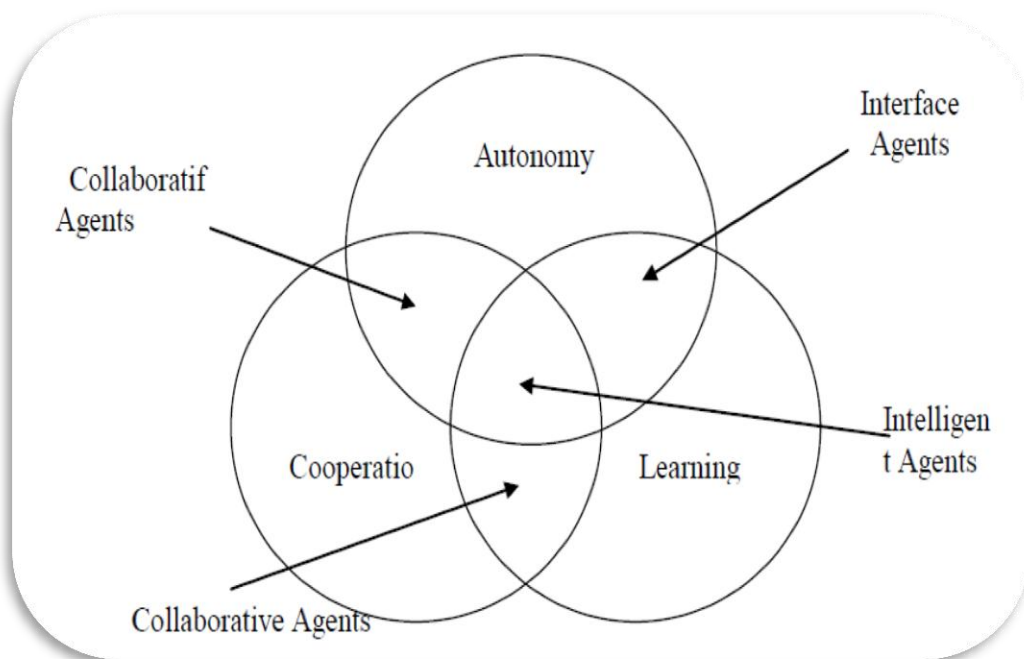 Interface
Agents
Autonomy
Collaboratif
Agents
Intelligen
t Agents
Cooperatio
Learning
Collaborative Agents